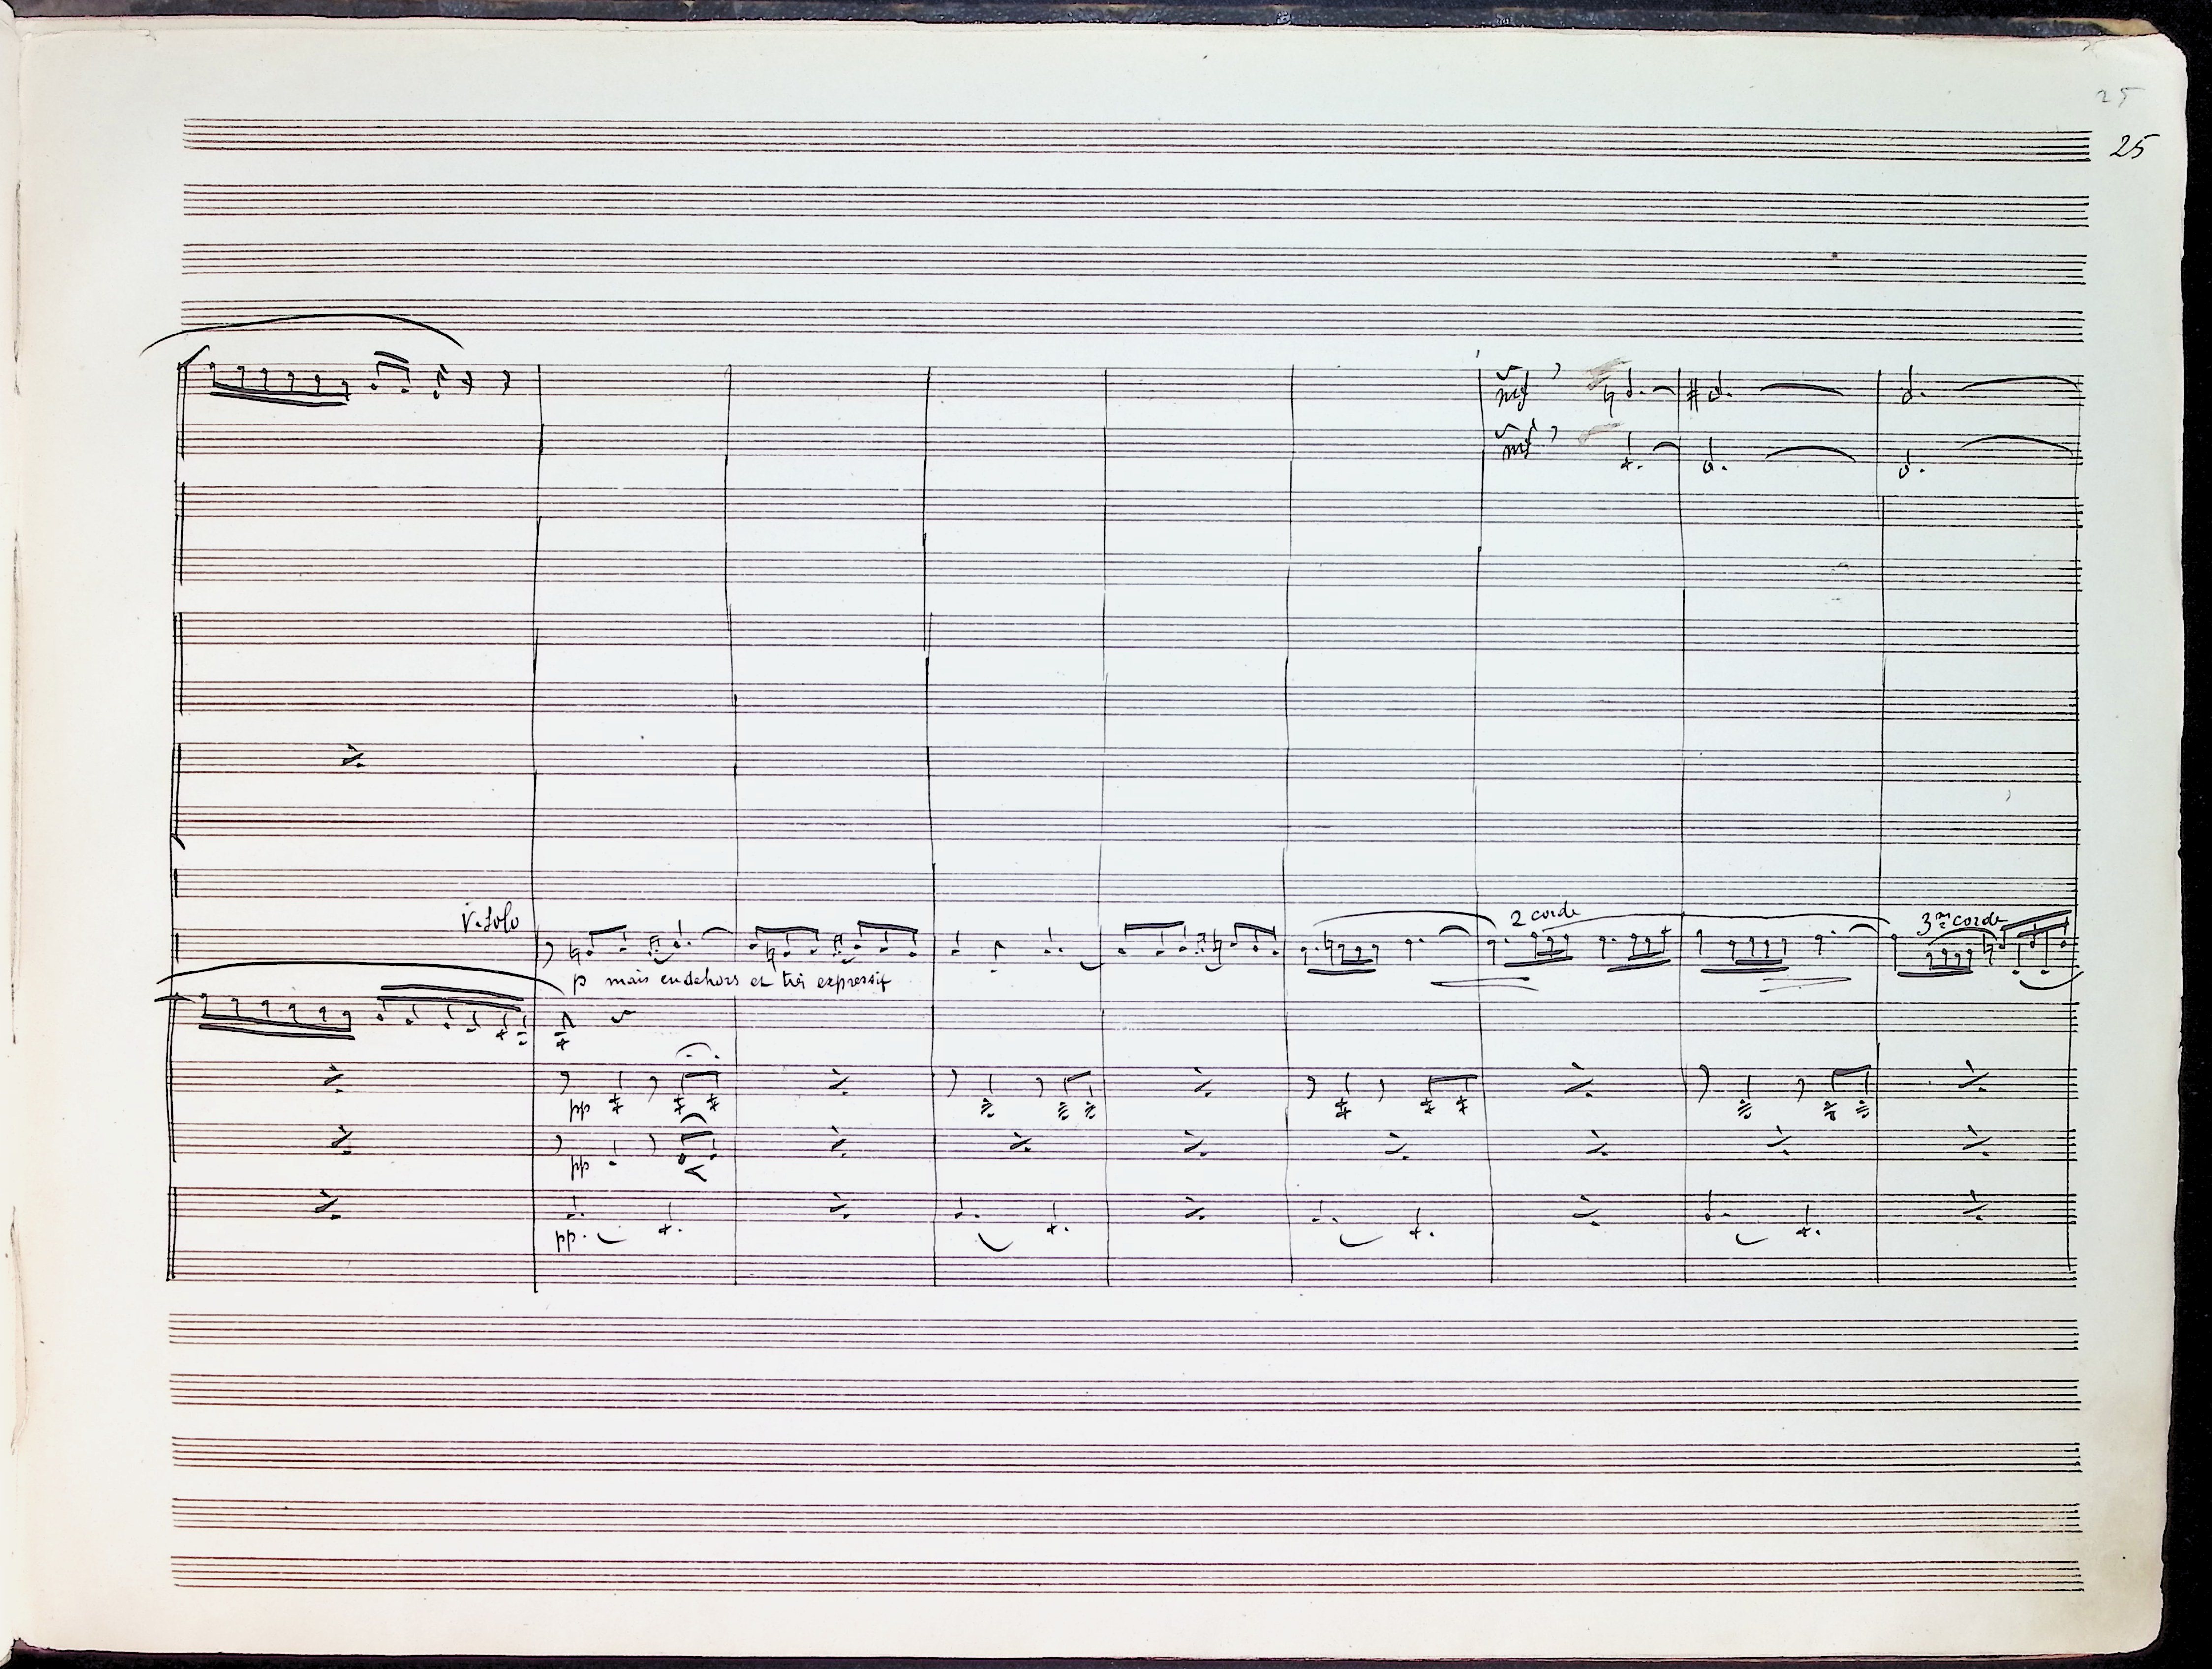 25
25
mf
mf
V. Solo
2 corde
3me corde
p mais en dehors et très expressif
pp
pp
pp.